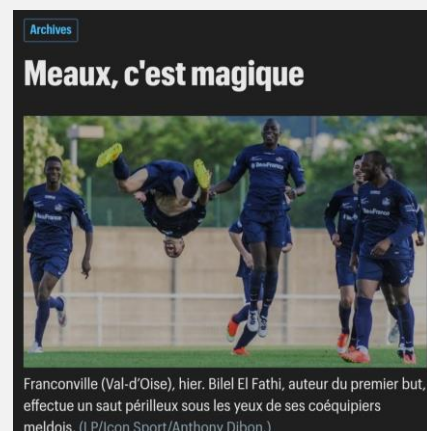 Archives
Meaux, c'est magique
Franconville (Val-d'Oise), hier. Bilel El Fathi, auteur du premier but,
effectue un saut périlleux sous les yeux de ses coéquipiers
meldois. (LP/Icon Sport/Anthony Dibon.)